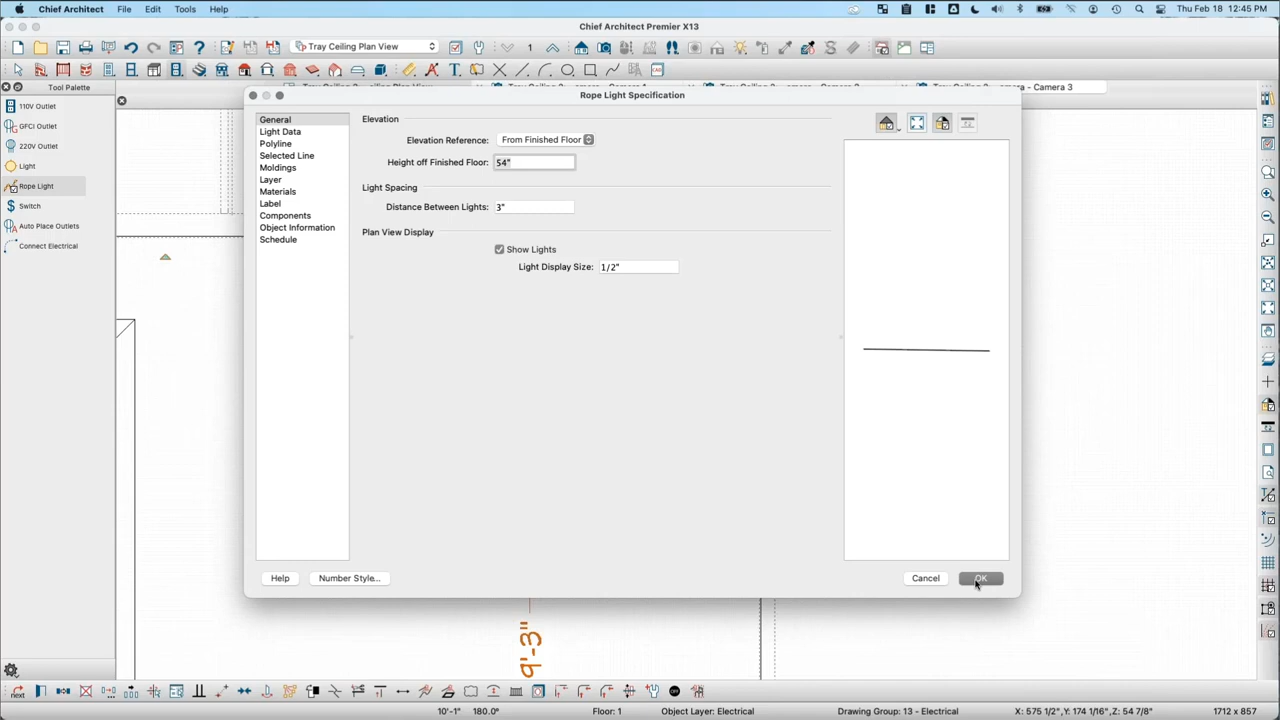 Chief Architect File Edit Tools Help
Thu Feb 18 12:45 PM
Chief Architect Premier X13
Tray Ceiling Plan View
Tool Palette
- Camera 3
110V Outlet
GFCI Outlet
220V Outlet
Light
Rope Light
Switch
Auto Place Outlets
Connect Electrical
Rope Light Specification
General
Light Data
Polyline
Selected Line
Moldings
Layer
Materials
Label
Components
Object Information
Schedule
Elevation
Elevation Reference: From Finished Floor
Height off Finished Floor: 54"
Light Spacing
Distance Between Lights: 3"
Plan View Display
Show Lights
Light Display Size: 1/2"
Help
Number Style...
Cancel
OK
9'-3"
next
10'-1" 180.0° Floor: 1 Object Layer: Electrical Drawing Group: 13 - Electrical X: 575 1/2", Y: 174 1/16", Z: 54 7/8" 1712 x 857